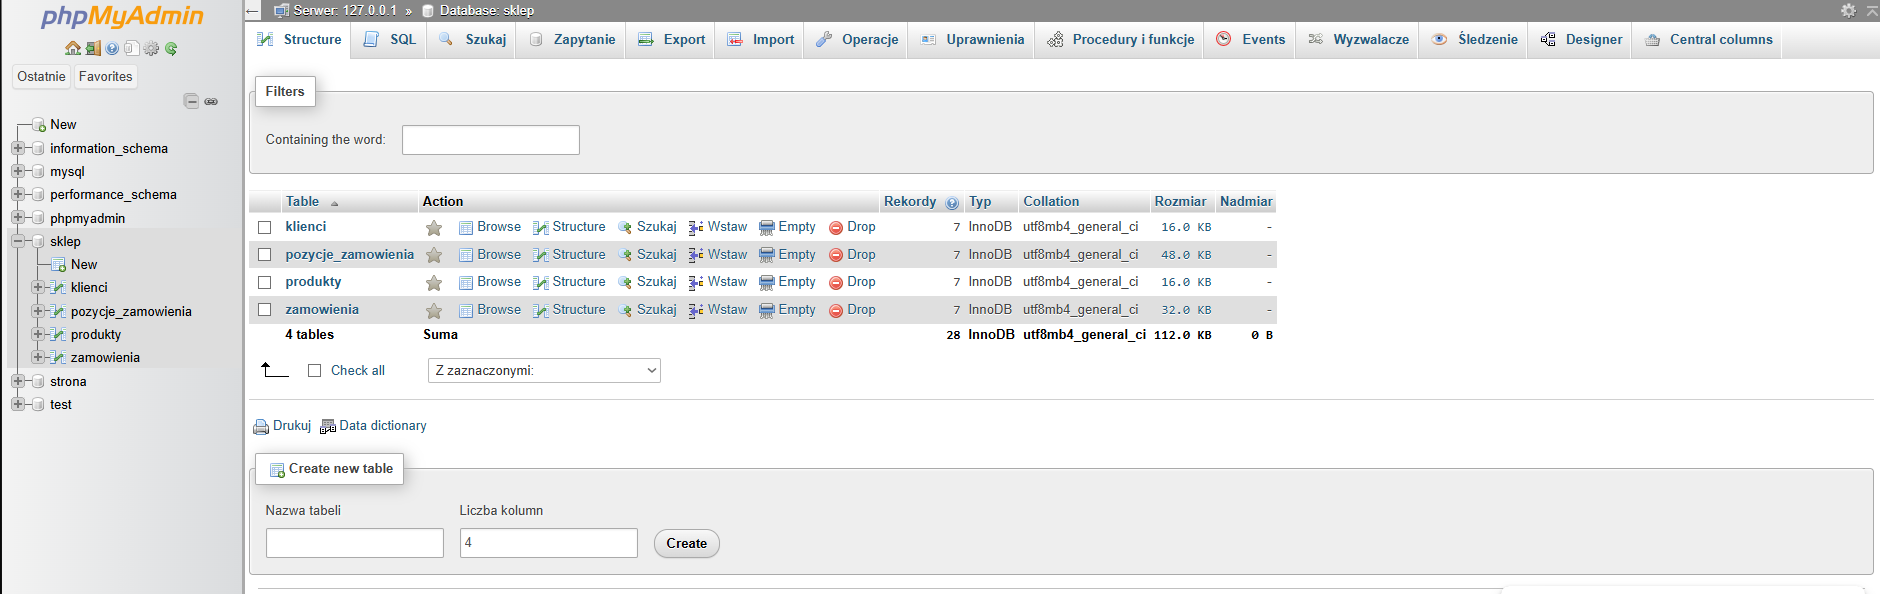 phpMyAdmin
Ostatnie Favorites
New
information_schema
mysql
performance_schema
phpmyadmin
sklep
New
klienci
pozycje_zamowienia
produkty
zamowienia
strona
test
Serwer: 127.0.0.1 » Database: sklep
Structure SQL Szukaj Zapytanie Export Import Operacje Uprawnienia Procedury i funkcje Events Wyzwalacze Śledzenie Designer Central columns
Filters
Containing the word:
Table Action Rekordy Typ Collation Rozmiar Nadmiar
klienci Browse Structure Szukaj Wstaw Empty Drop 7 InnoDB utf8mb4_general_ci 16.0 KB -
pozycje_zamowienia Browse Structure Szukaj Wstaw Empty Drop 7 InnoDB utf8mb4_general_ci 48.0 KB -
produkty Browse Structure Szukaj Wstaw Empty Drop 7 InnoDB utf8mb4_general_ci 16.0 KB -
zamowienia Browse Structure Szukaj Wstaw Empty Drop 7 InnoDB utf8mb4_general_ci 32.0 KB -
4 tables Suma 28 InnoDB utf8mb4_general_ci 112.0 KB 0 B
Check all Z zaznaczonymi:
Drukuj Data dictionary
Create new table
Nazwa tabeli Liczba kolumn
4 Create